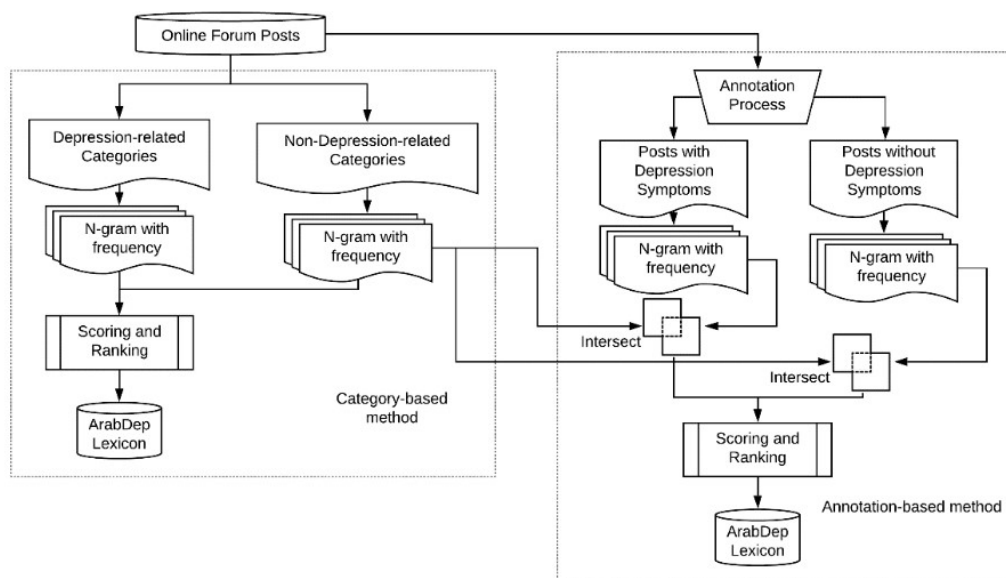 Online Forum Posts
Depression-related
Categories
Non-Depression-related
Categories
N-gram with
frequency
N-gram with
frequency
Scoring and
Ranking
ArabDep
Lexicon
Category-based
method
Annotation
Process
Posts with
Depression
Symptoms
Posts without
Depression
Symptoms
N-gram with
frequency
N-gram with
frequency
Intersect
Intersect
Scoring and
Ranking
ArabDep
Lexicon
Annotation-based method